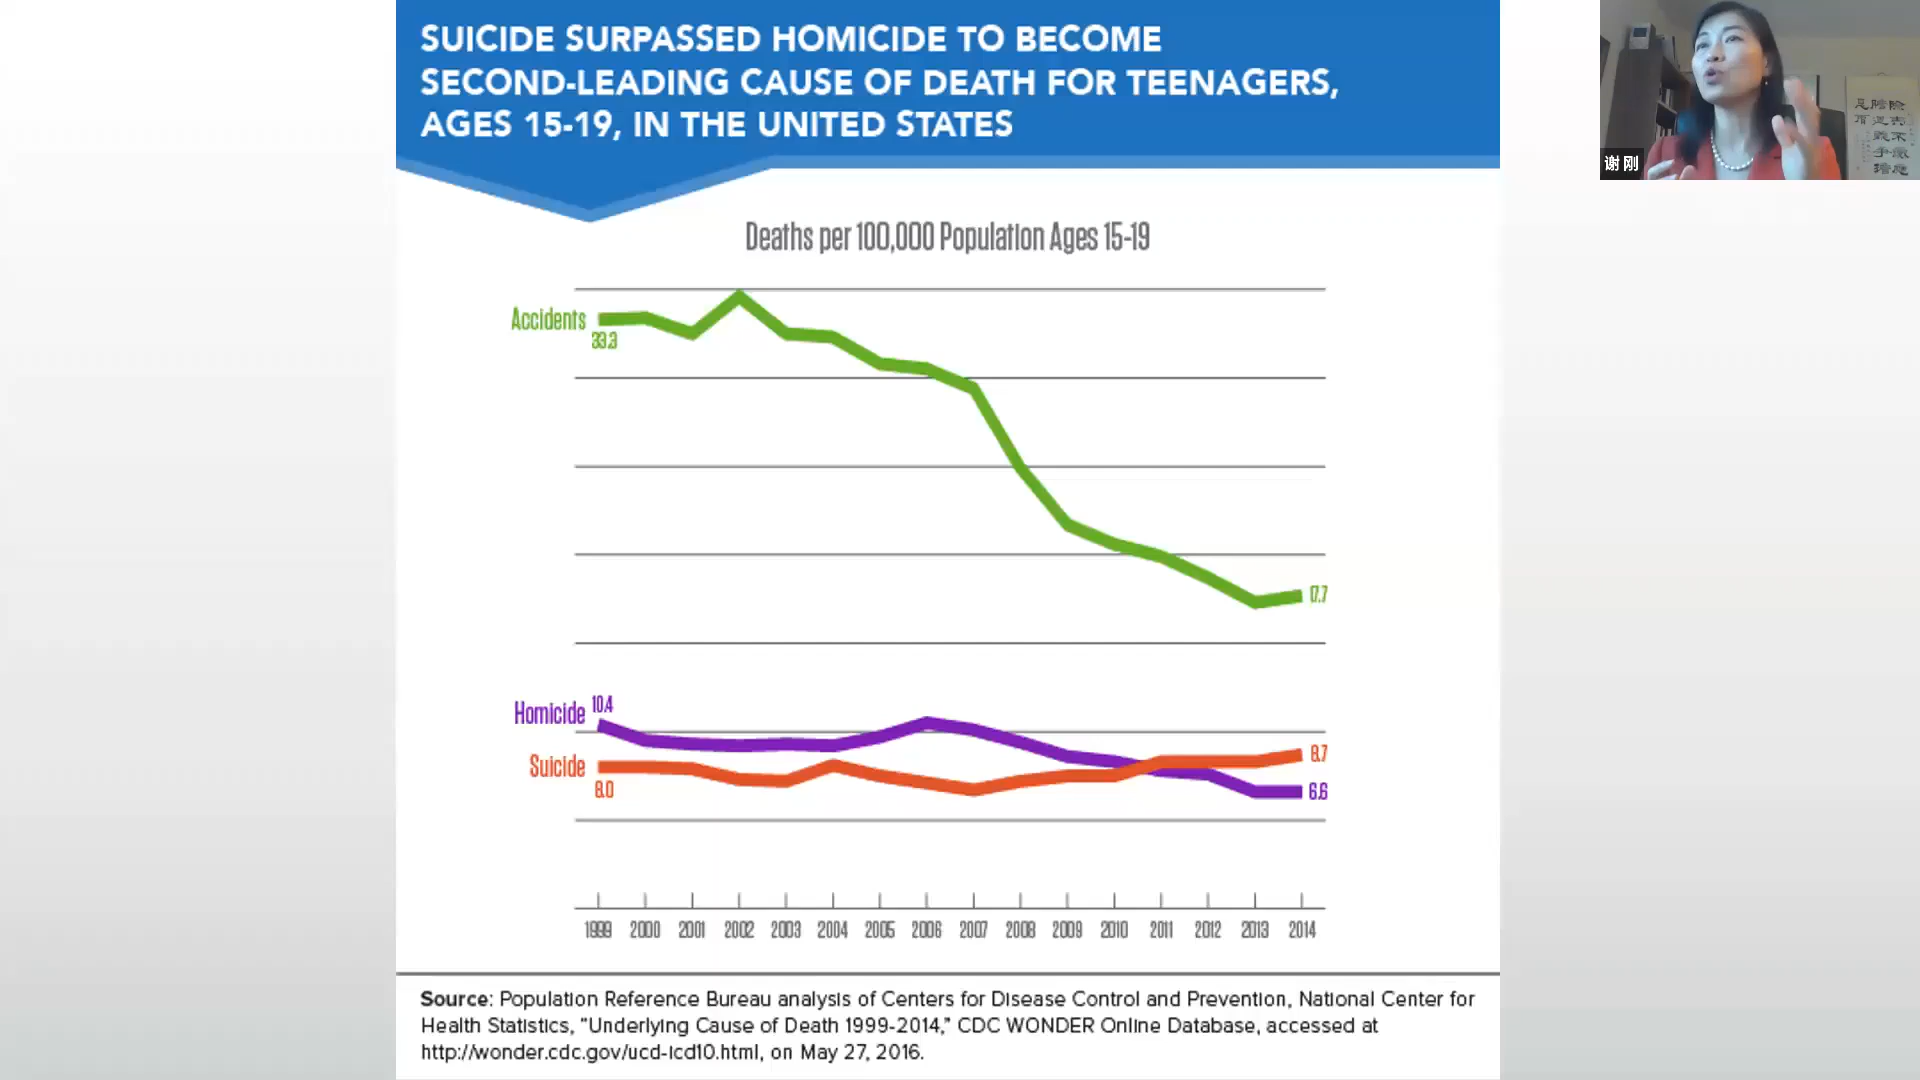 SUICIDE SURPASSED HOMICIDE TO BECOME
SECOND-LEADING CAUSE OF DEATH FOR TEENAGERS,
AGES 15-19, IN THE UNITED STATES
Deaths per 100,000 Population Ages 15-19
Accidents
33.3
17.7
Homicide 10.4
Suicide
8.0
8.7
6.6
1999 2000 2001 2002 2003 2004 2005 2006 2007 2008 2009 2010 2011 2012 2013 2014
Source: Population Reference Bureau analysis of Centers for Disease Control and Prevention, National Center for
Health Statistics, "Underlying Cause of Death 1999-2014," CDC WONDER Online Database, accessed at
http://wonder.cdc.gov/ucd-icd10.html, on May 27, 2016.
谢刚